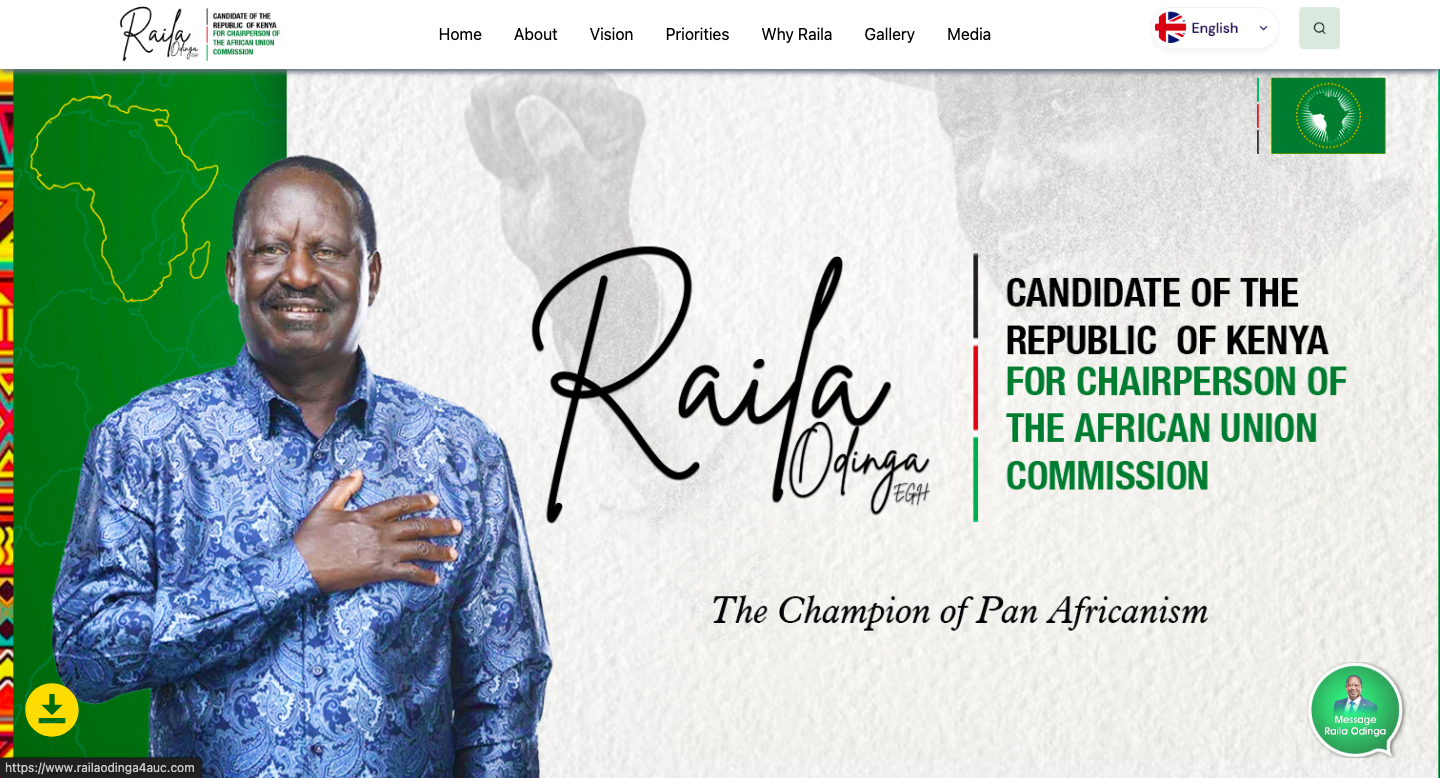 Raila
Odinga
EGH
CANDIDATE OF THE
REPUBLIC OF KENYA
FOR CHAIRPERSON OF
THE AFRICAN UNION
COMMISSION
Home About Vision Priorities Why Raila Gallery Media
English
Raila
Odinga
EGH
CANDIDATE OF THE
REPUBLIC OF KENYA
FOR CHAIRPERSON OF
THE AFRICAN UNION
COMMISSION
The Champion of Pan Africanism
Message
Raila Odinga
https://www.railaodinga4auc.com